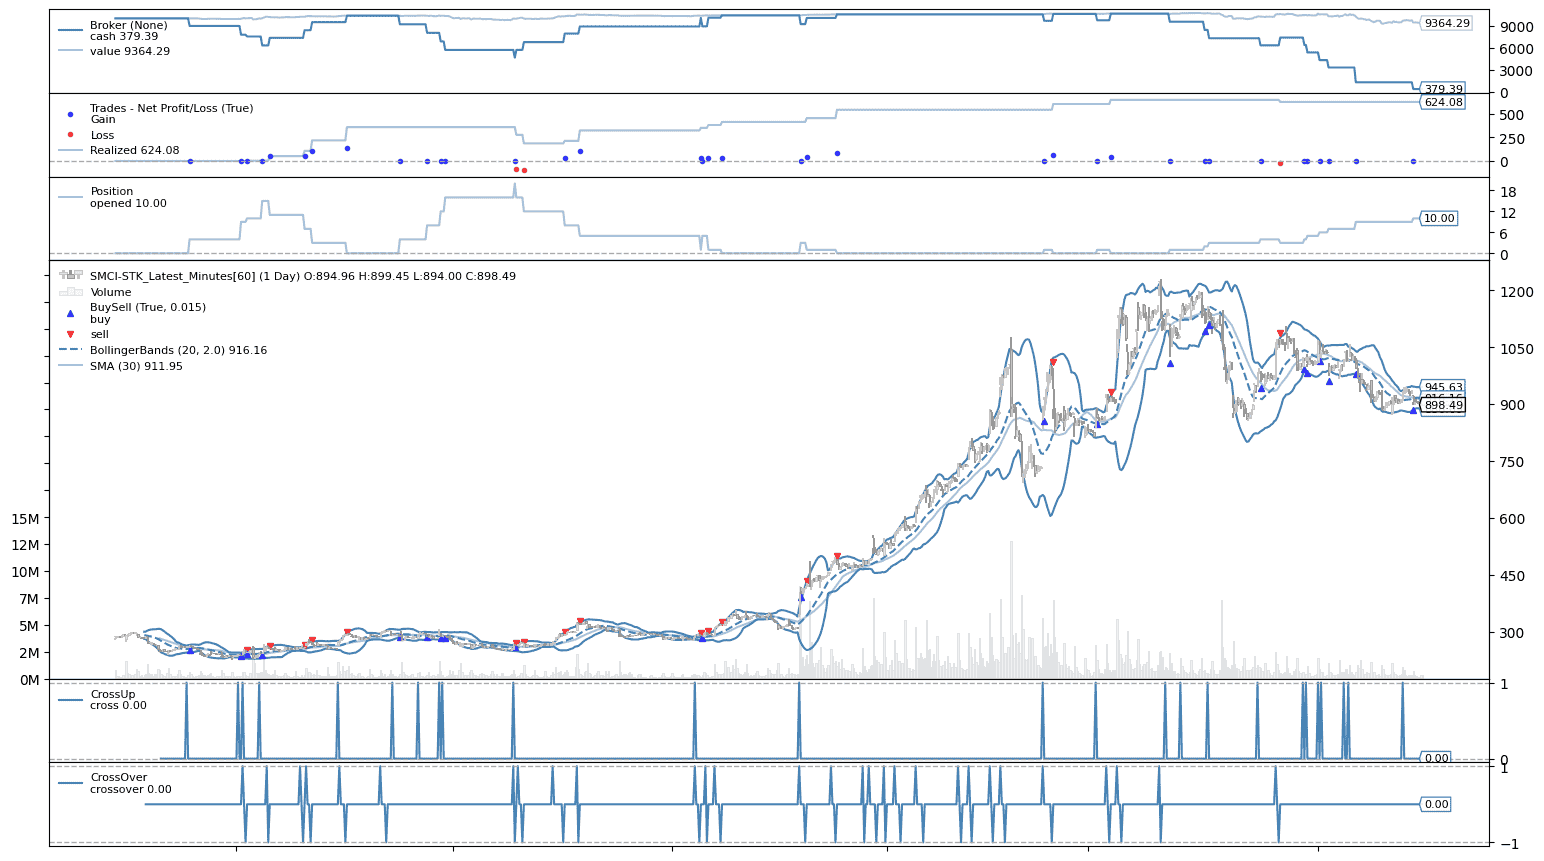 Broker (None)
cash 379.39
value 9364.29
9364.29
379.39
9000
6000
3000
0
Trades - Net Profit/Loss (True)
Gain
Loss
Realized 624.08
624.08
500
250
0
Position
opened 10.00
10.00
18
12
6
0
SMCI-STK_Latest_Minutes[60] (1 Day) O:894.96 H:899.45 L:894.00 C:898.49
Volume
BuySell (True, 0.015)
buy
sell
BollingerBands (20, 2.0) 916.16
SMA (30) 911.95
945.63
898.49
1200
1050
900
750
600
450
300
15M
12M
10M
7M
5M
2M
0M
CrossUp
cross 0.00
0.00
1
0
CrossOver
crossover 0.00
0.00
1
−1